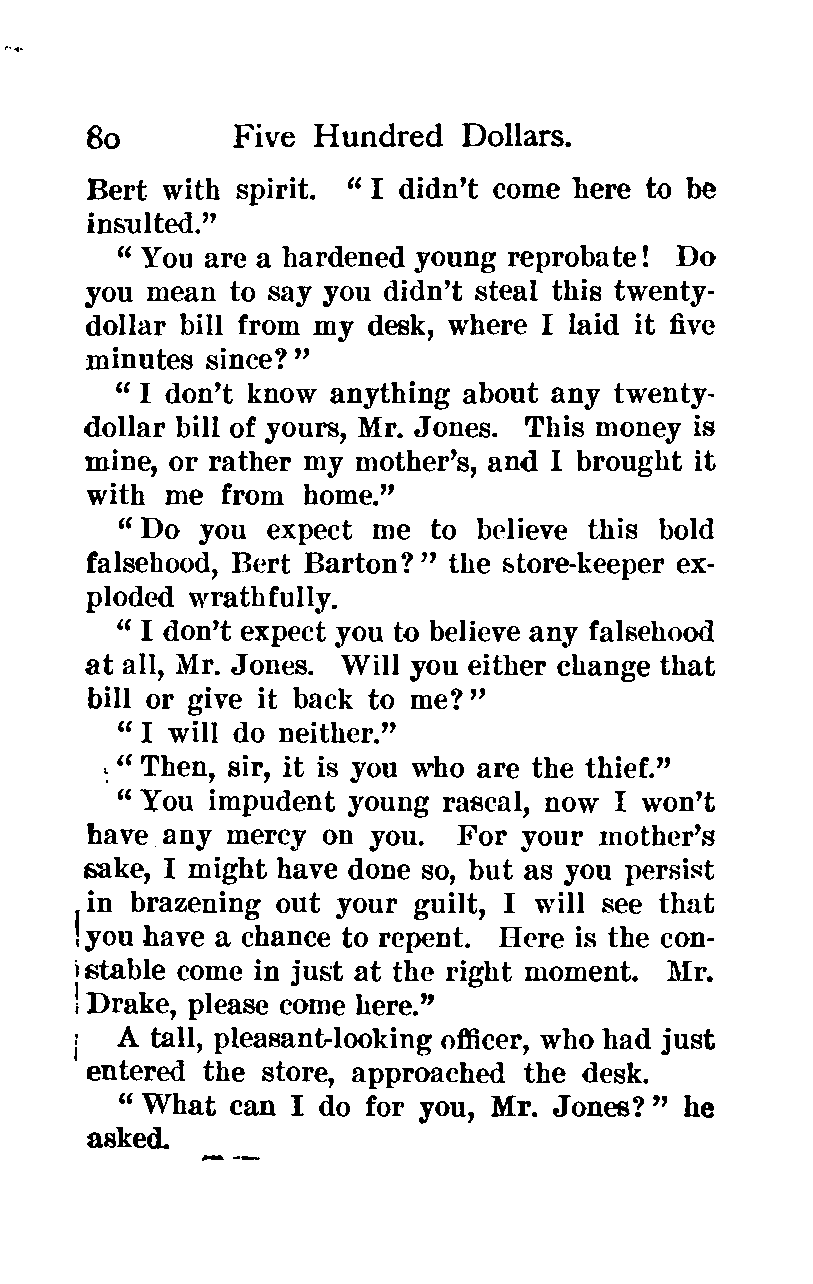 80 Five Hundred Dollars.
Bert with spirit. “ I didn’t come here to be
insulted.”
“ You are a hardened young reprobate! Do
you mean to say you didn’t steal this twenty-
dollar bill from my desk, where I laid it five
minutes since? ”
“ I don’t know anything about any twenty-
dollar bill of yours, Mr. Jones. This money is
mine, or rather my mother’s, and I brought it
with me from home.”
“ Do you expect me to believe this bold
falsehood, Bert Barton? ” the store-keeper ex-
ploded wrathfully.
“ I don’t expect you to believe any falsehood
at all, Mr. Jones. Will you either change that
bill or give it back to me? ”
“ I will do neither.”
“ Then, sir, it is you who are the thief.”
“ You impudent young rascal, now I won’t
have any mercy on you. For your mother’s
sake, I might have done so, but as you persist
in brazening out your guilt, I will see that
you have a chance to repent. Here is the con-
stable come in just at the right moment. Mr.
Drake, please come here.”
A tall, pleasant-looking officer, who had just
entered the store, approached the desk.
“ What can I do for you, Mr. Jones? ” he
asked.